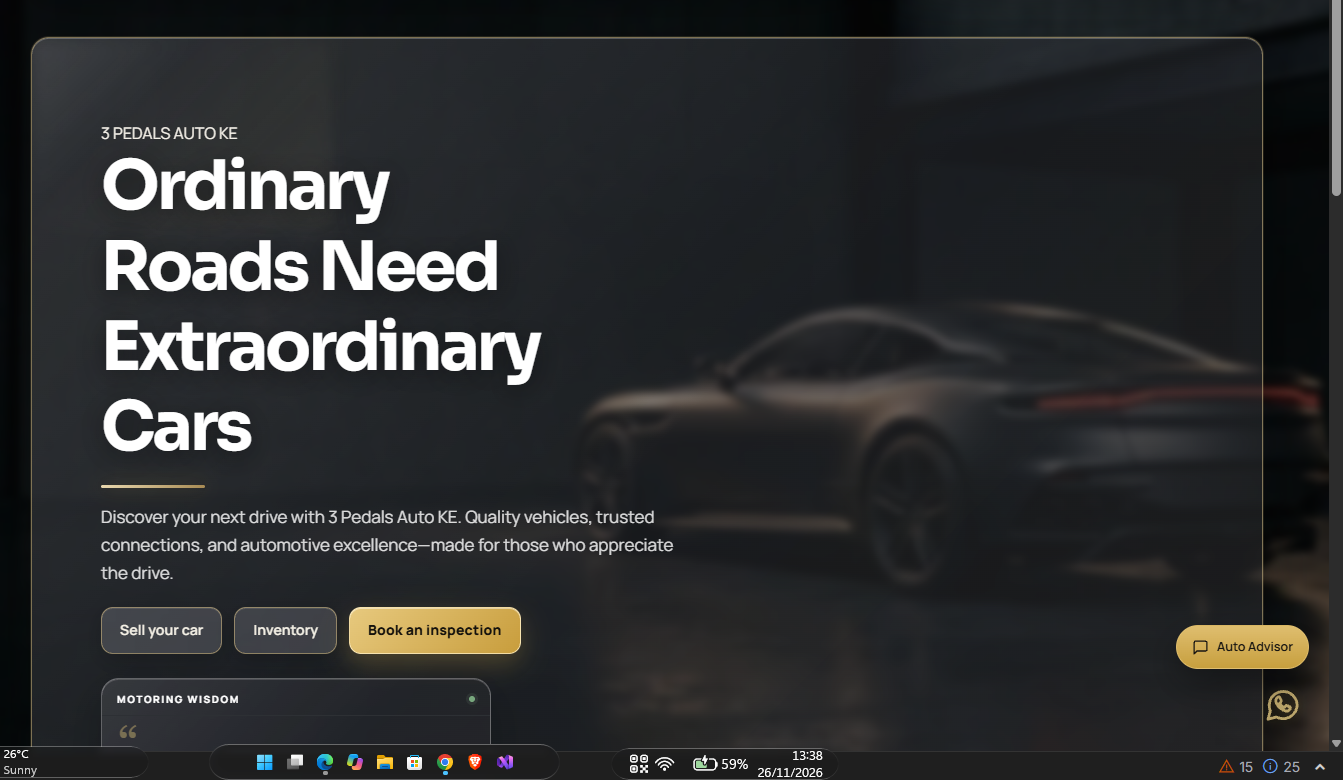 3 PEDALS AUTO KE
Ordinary
Roads Need
Extraordinary
Cars
Discover your next drive with 3 Pedals Auto KE. Quality vehicles, trusted
connections, and automotive excellence—made for those who appreciate
the drive.
Sell your car
Inventory
Book an inspection
Auto Advisor
MOTORING WISDOM
“
26°C
Sunny
59%
13:38
26/11/2026
15
25